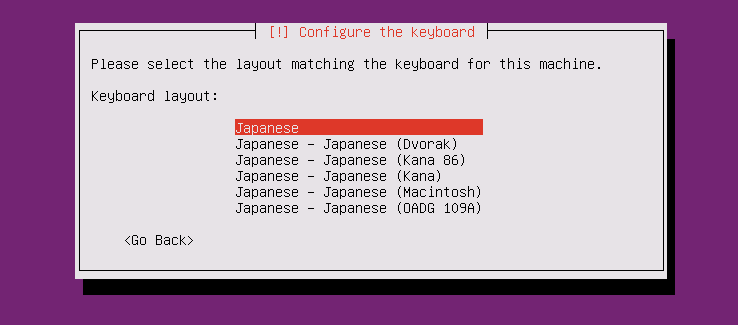 [!] Configure the keyboard
Please select the layout matching the keyboard for this machine.
Keyboard layout:
Japanese
Japanese - Japanese (Dvorak)
Japanese - Japanese (Kana 86)
Japanese - Japanese (Kana)
Japanese - Japanese (Macintosh)
Japanese - Japanese (OADG 109A)
<Go Back>